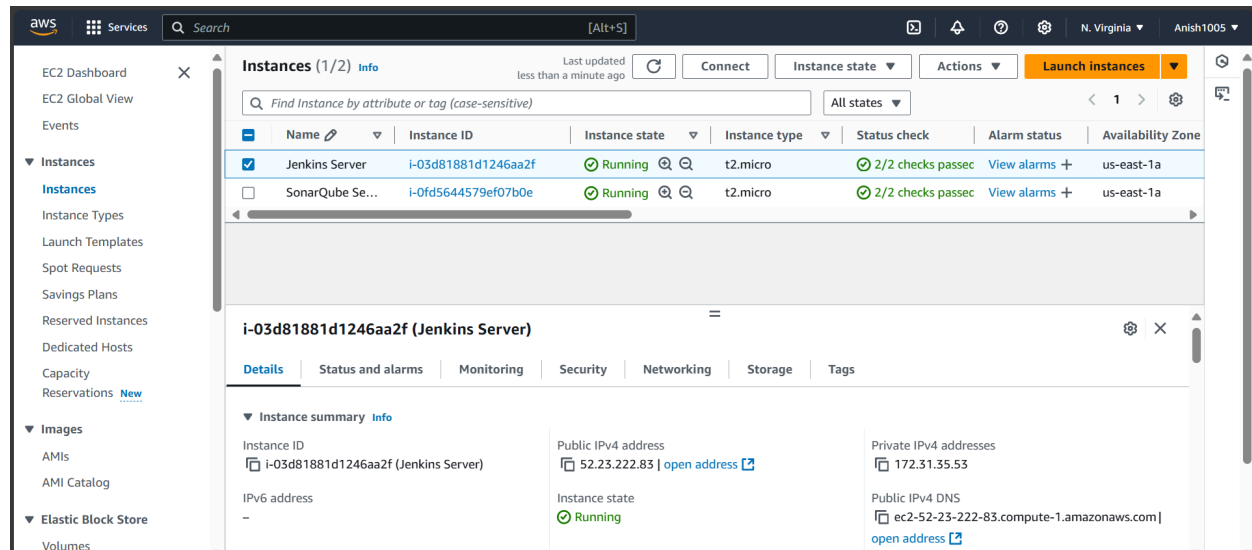 aws Services Search [Alt+S] N. Virginia Anish1005
EC2 Dashboard
EC2 Global View
Events
Instances
Instances
Instance Types
Launch Templates
Spot Requests
Savings Plans
Reserved Instances
Dedicated Hosts
Capacity
Reservations New
Images
AMIs
AMI Catalog
Elastic Block Store
Volumes
Instances (1/2) Info
Last updated
less than a minute ago
Connect Instance state Actions Launch instances
Find Instance by attribute or tag (case-sensitive) All states 1
Name Instance ID Instance state Instance type Status check Alarm status Availability Zone
Jenkins Server i-03d81881d1246aa2f Running t2.micro 2/2 checks passec View alarms + us-east-1a
SonarQube Se... i-0fd5644579ef07b0e Running t2.micro 2/2 checks passec View alarms + us-east-1a
i-03d81881d1246aa2f (Jenkins Server)
Details Status and alarms Monitoring Security Networking Storage Tags
Instance summary Info
Instance ID
i-03d81881d1246aa2f (Jenkins Server)
Public IPv4 address
52.23.222.83 | open address
Private IPv4 addresses
172.31.35.53
IPv6 address
–
Instance state
Running
Public IPv4 DNS
ec2-52-23-222-83.compute-1.amazonaws.com |
open address